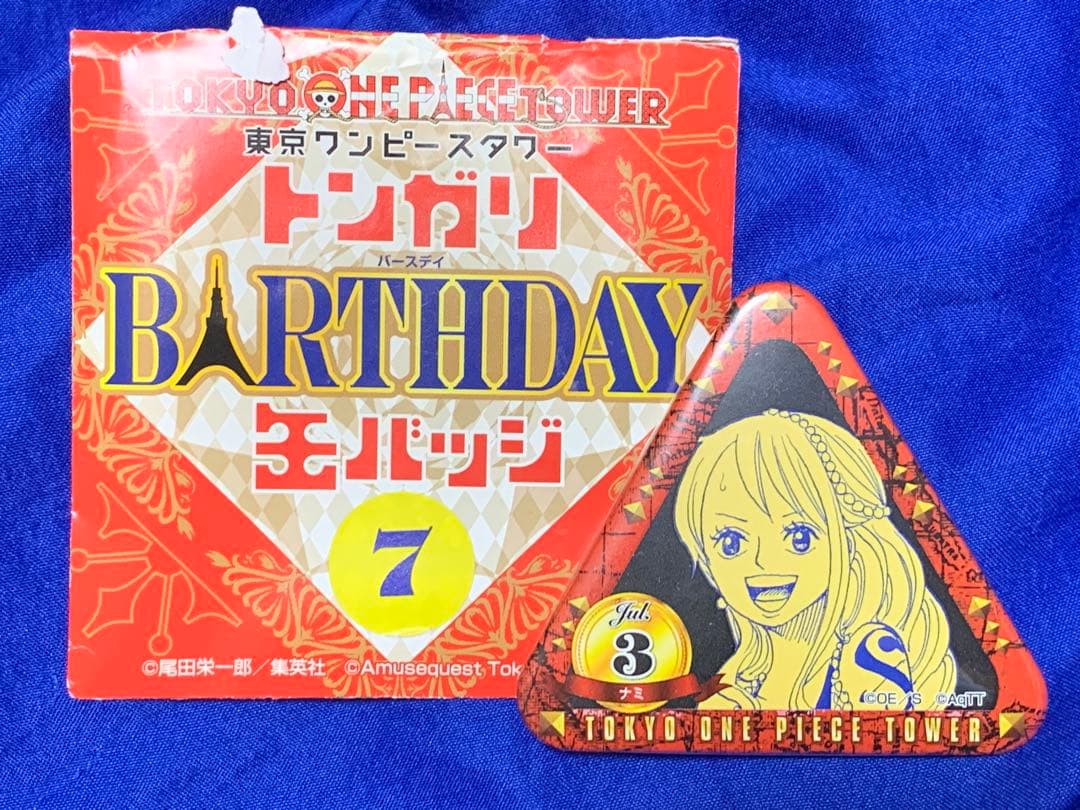 TOKYO ONE PIECE TOWER
東京ワンピースタワー
トンガリ
バースデイ
BIRTHDAY
缶バッジ
7
©尾田栄一郎/集英社 ©Amusequest Tok
Jul.
3
ナミ
©OE/S ©AqTT
TOKYO ONE PIECE TOWER